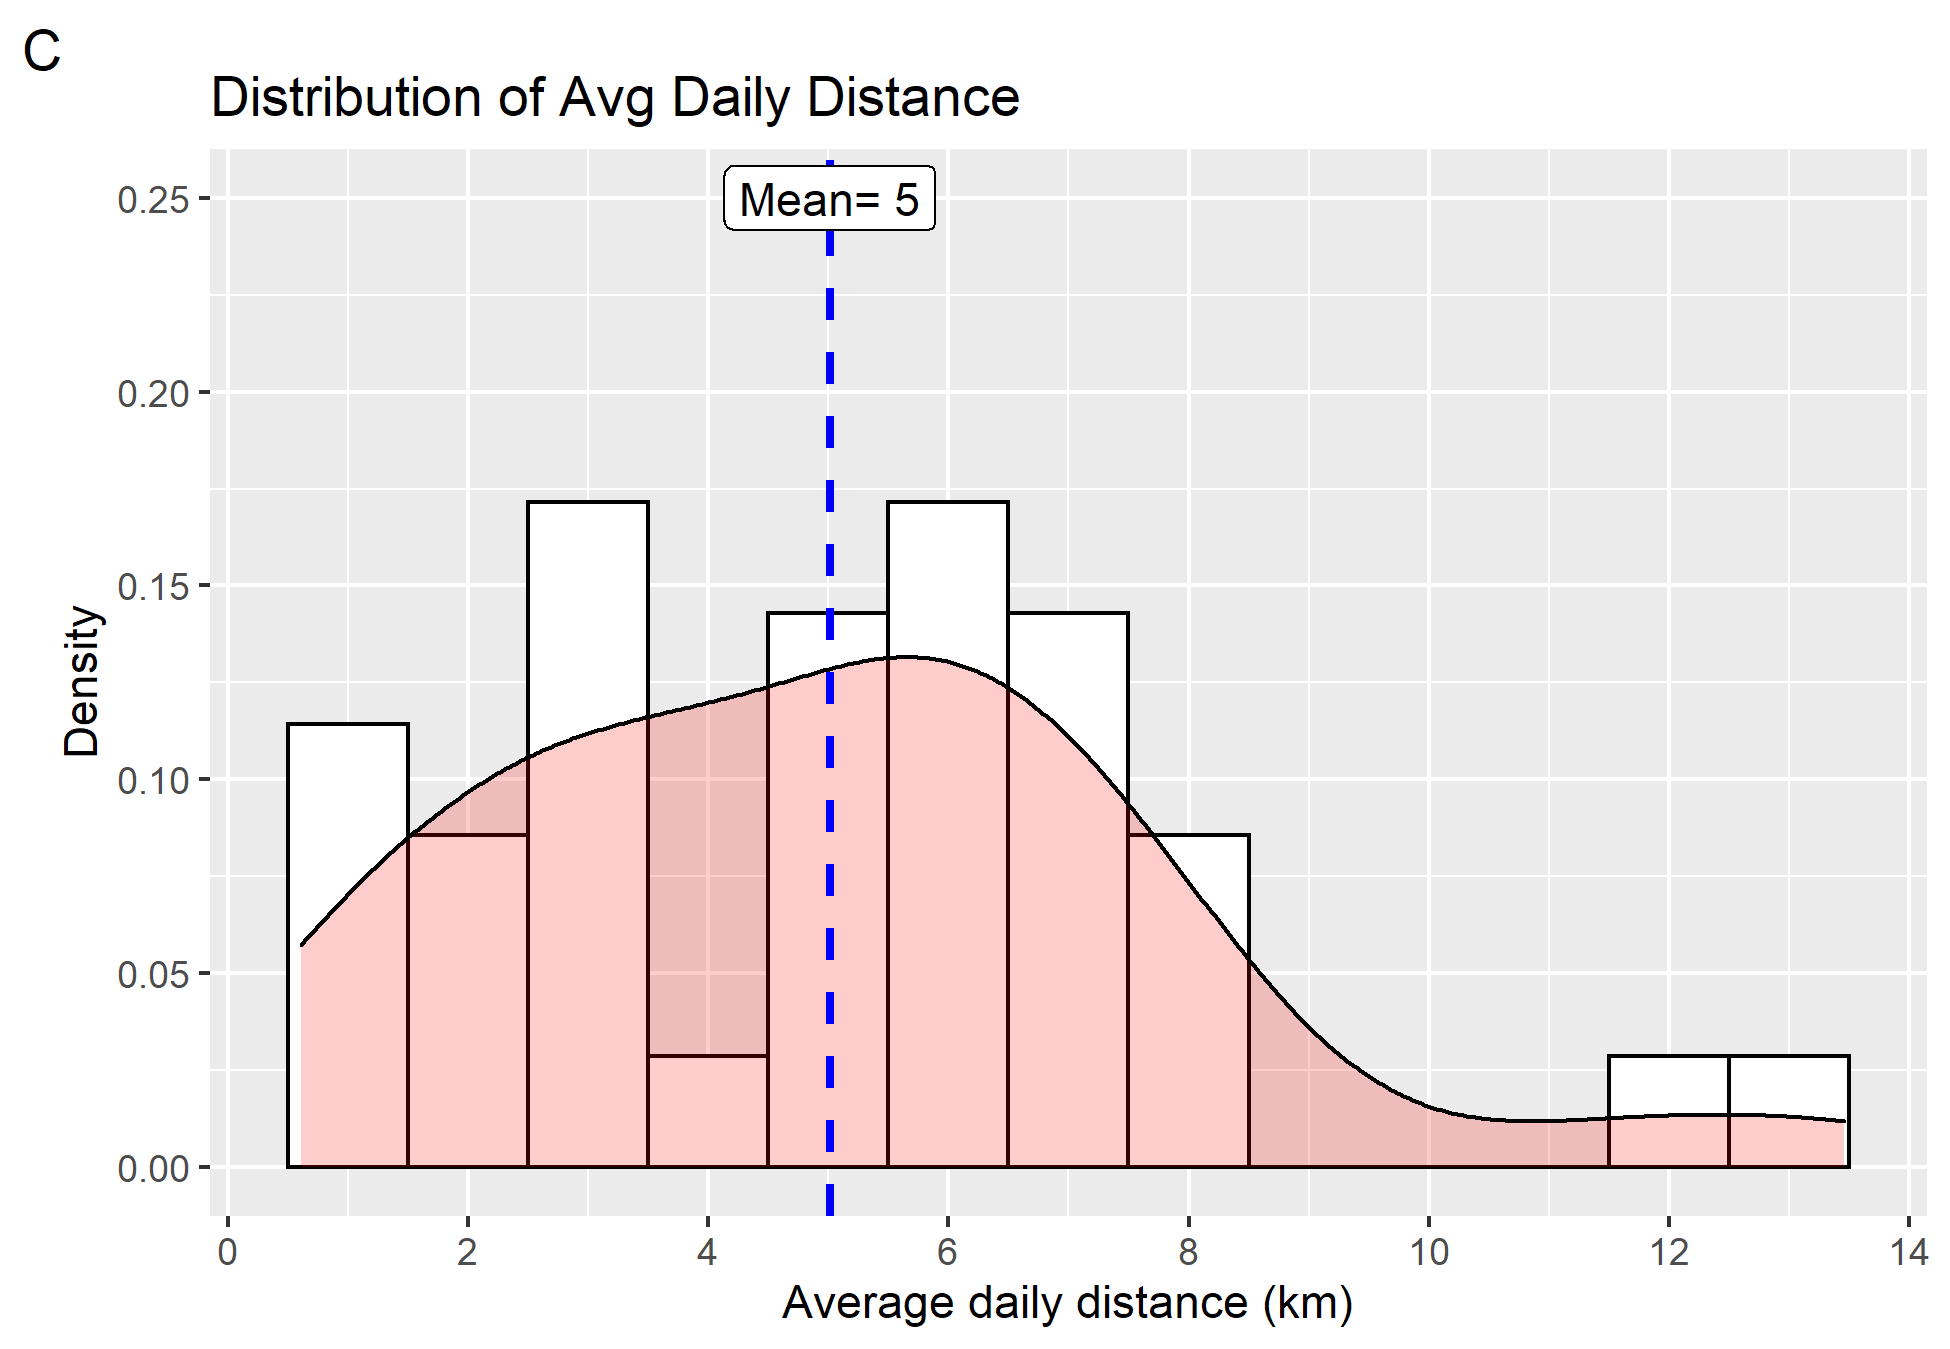 C
Distribution of Avg Daily Distance
Mean= 5
0.25
0.20
0.15
0.10
0.05
0.00
Density
0 2 4 6 8 10 12 14
Average daily distance (km)